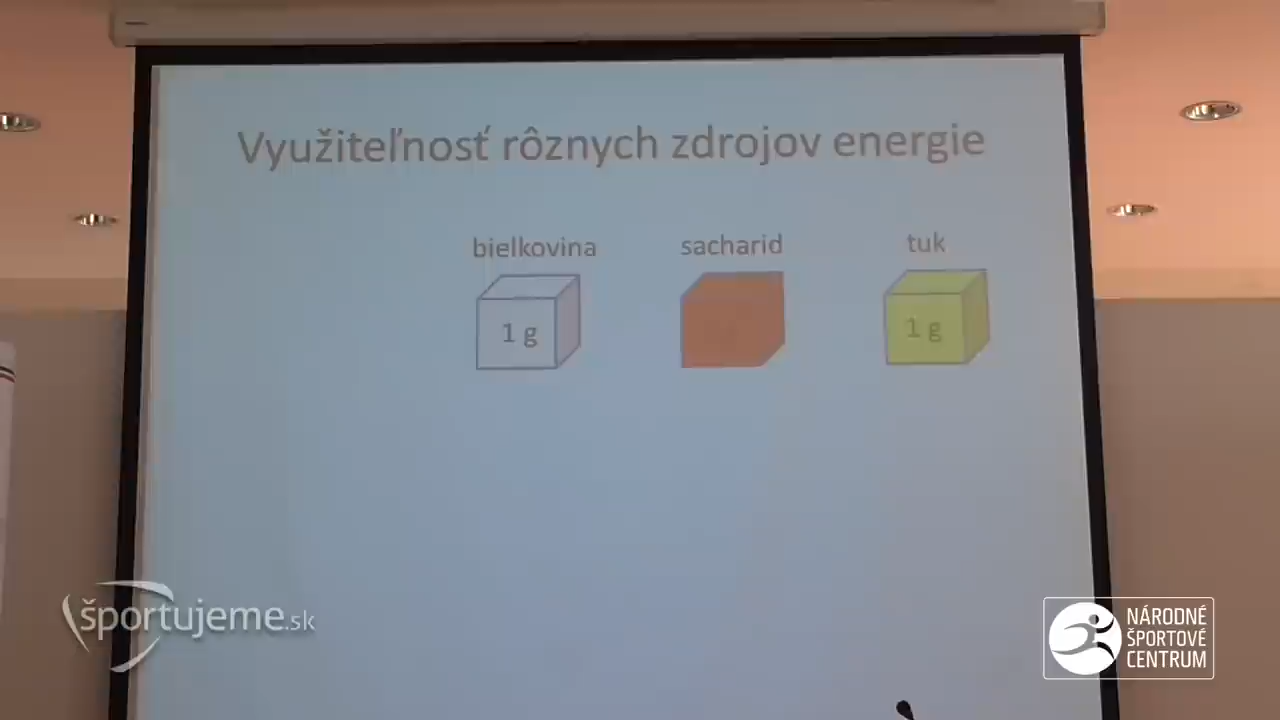 Využiteľnosť rôznych zdrojov energie
bielkovina
sacharid
tuk
1 g
1 g
športujeme.sk
NÁRODNÉ
ŠPORTOVÉ
CENTRUM